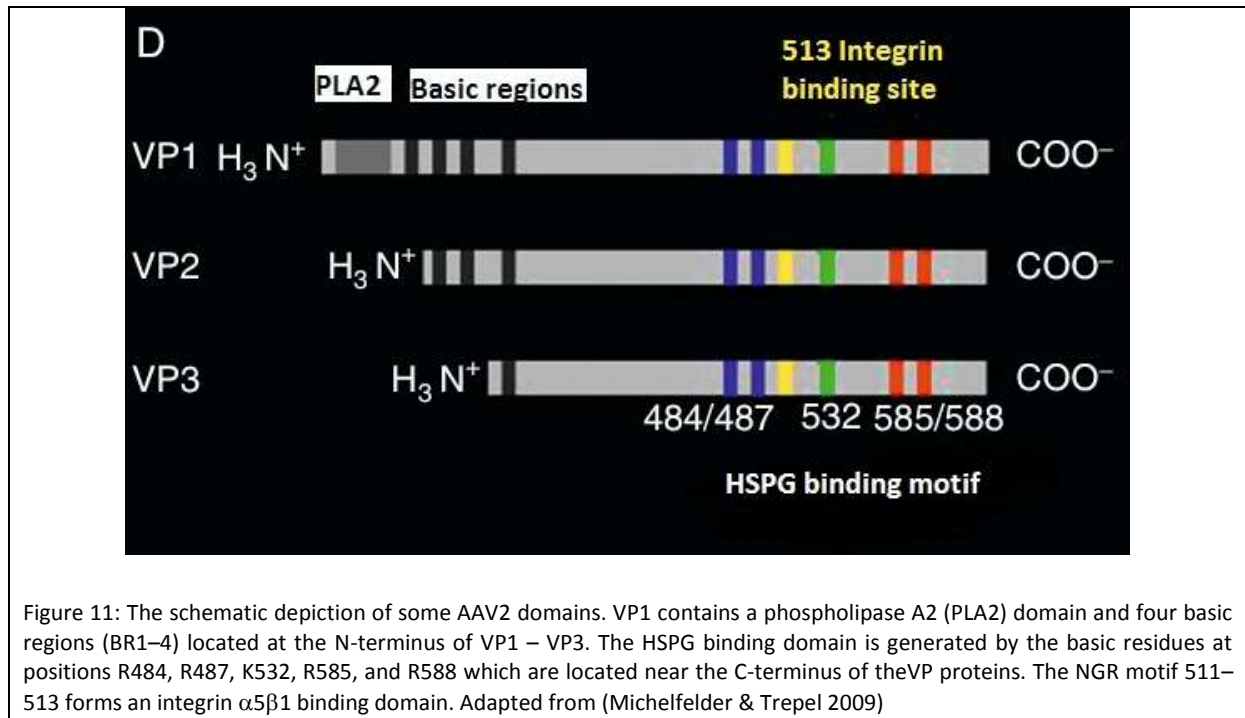 D
513 Integrin
binding site
PLA2 Basic regions
VP1 H₃ N⁺ COO⁻
VP2 H₃ N⁺ COO⁻
VP3 H₃ N⁺ COO⁻
484/487 532 585/588
HSPG binding motif
Figure 11: The schematic depiction of some AAV2 domains. VP1 contains a phospholipase A2 (PLA2) domain and four basic
regions (BR1–4) located at the N-terminus of VP1 – VP3. The HSPG binding domain is generated by the basic residues at
positions R484, R487, K532, R585, and R588 which are located near the C-terminus of theVP proteins. The NGR motif 511–
513 forms an integrin α5β1 binding domain. Adapted from (Michelfelder & Trepel 2009)